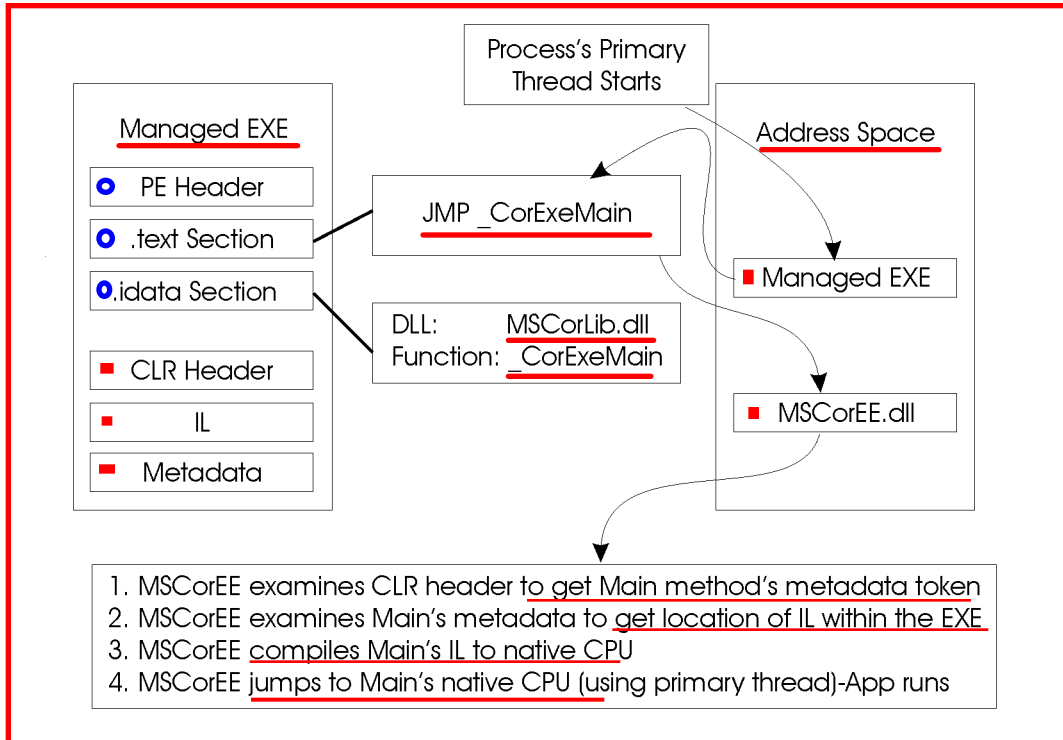 Process's Primary
Thread Starts
Managed EXE
PE Header
.text Section
.idata Section
CLR Header
IL
Metadata
JMP _CorExeMain
DLL: MSCorLib.dll
Function: _CorExeMain
Address Space
Managed EXE
MSCorEE.dll
1. MSCorEE examines CLR header to get Main method's metadata token
2. MSCorEE examines Main's metadata to get location of IL within the EXE
3. MSCorEE compiles Main's IL to native CPU
4. MSCorEE jumps to Main's native CPU (using primary thread)-App runs